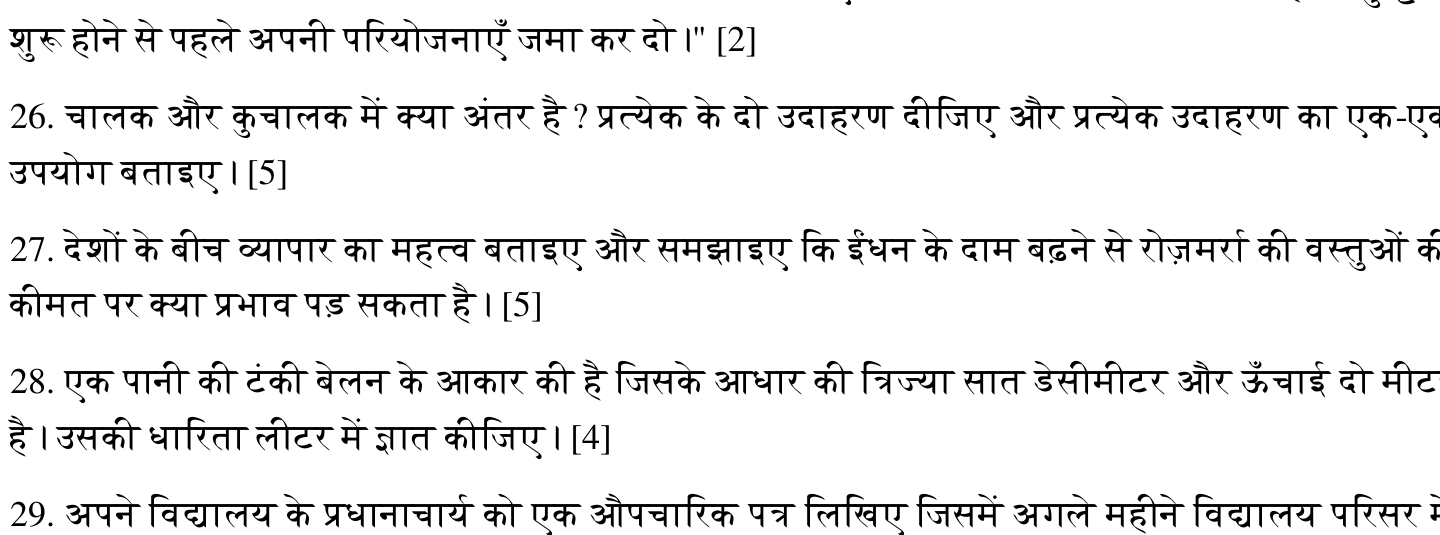 शुरू होने से पहले अपनी परियोजनाएँ जमा कर दो।" [2]
26. चालक और कुचालक में क्या अंतर है ? प्रत्येक के दो उदाहरण दीजिए और प्रत्येक उदाहरण का
उपयोग बताइए। [5]
27. देशों के बीच व्यापार का महत्व बताइए और समझाइए कि ईंधन के दाम बढ़ने से रोज़मर्रा की वस्तुओं की
कीमत पर क्या प्रभाव पड़ सकता है। [5]
28. एक पानी की टंकी बेलन के आकार की है जिसके आधार की त्रिज्या सात डेसीमीटर और ऊँचाई दो
है। उसकी धारिता लीटर में ज्ञात कीजिए। [4]
29. अपने विद्यालय के प्रधानाचार्य को एक औपचारिक पत्र लिखिए जिसमें अगले महीने विद्यालय परिसर